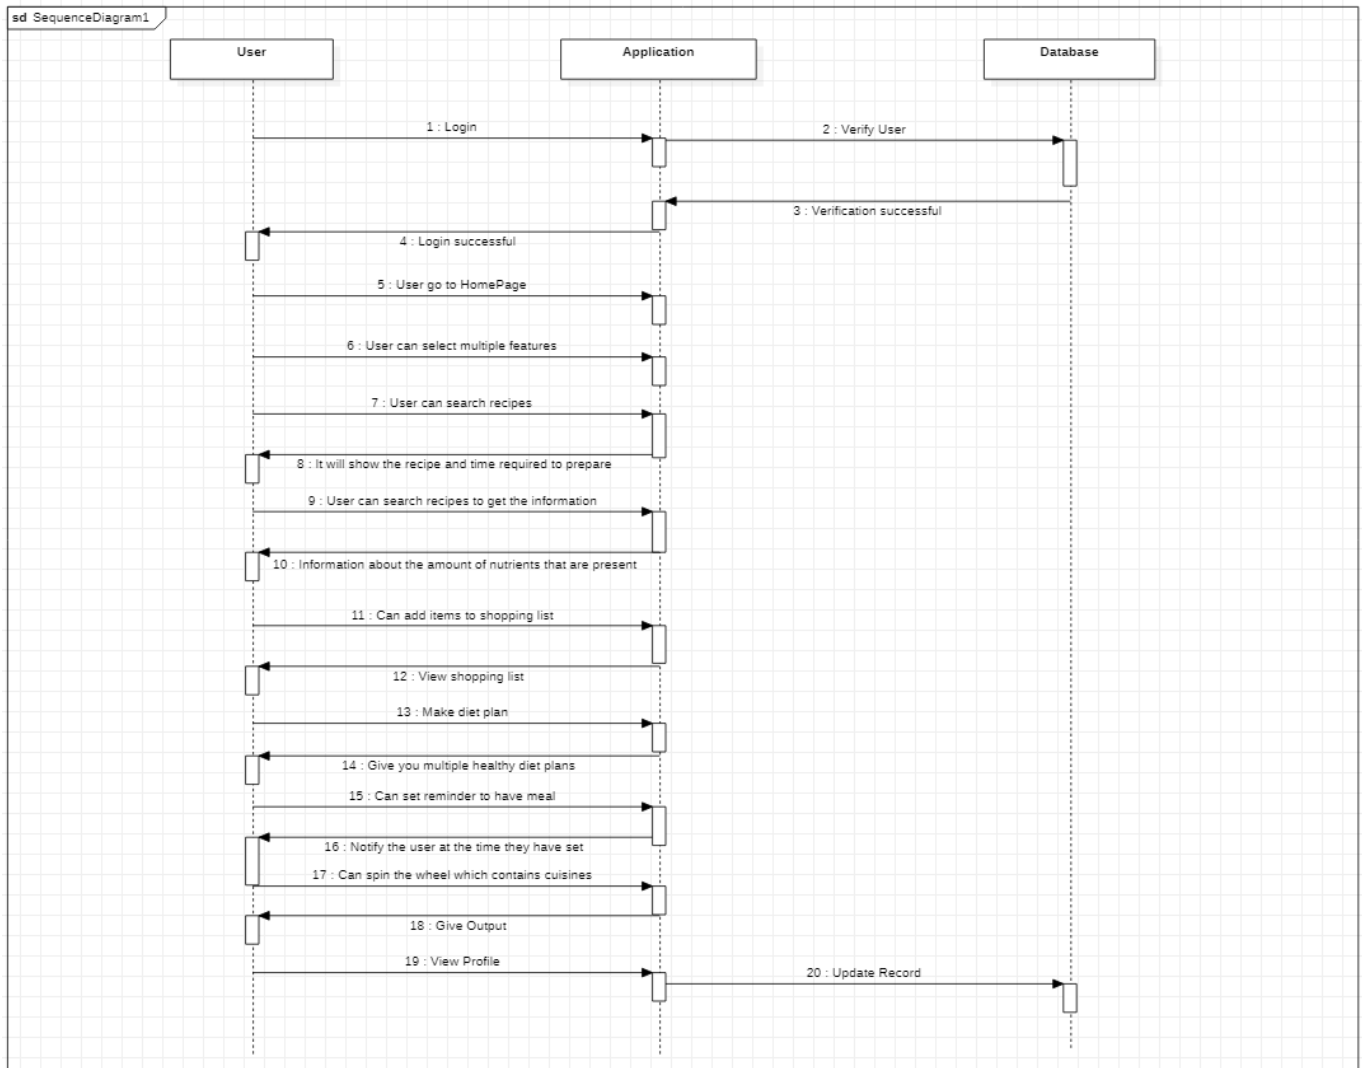 sd SequenceDiagram1
User
Application
Database
1 : Login
2 : Verify User
3 : Verification successful
4 : Login successful
5 : User go to HomePage
6 : User can select multiple features
7 : User can search recipes
8 : It will show the recipe and time required to prepare
9 : User can search recipes to get the information
10 : Information about the amount of nutrients that are present
11 : Can add items to shopping list
12 : View shopping list
13 : Make diet plan
14 : Give you multiple healthy diet plans
15 : Can set reminder to have meal
16 : Notify the user at the time they have set
17 : Can spin the wheel which contains cuisines
18 : Give Output
19 : View Profile
20 : Update Record